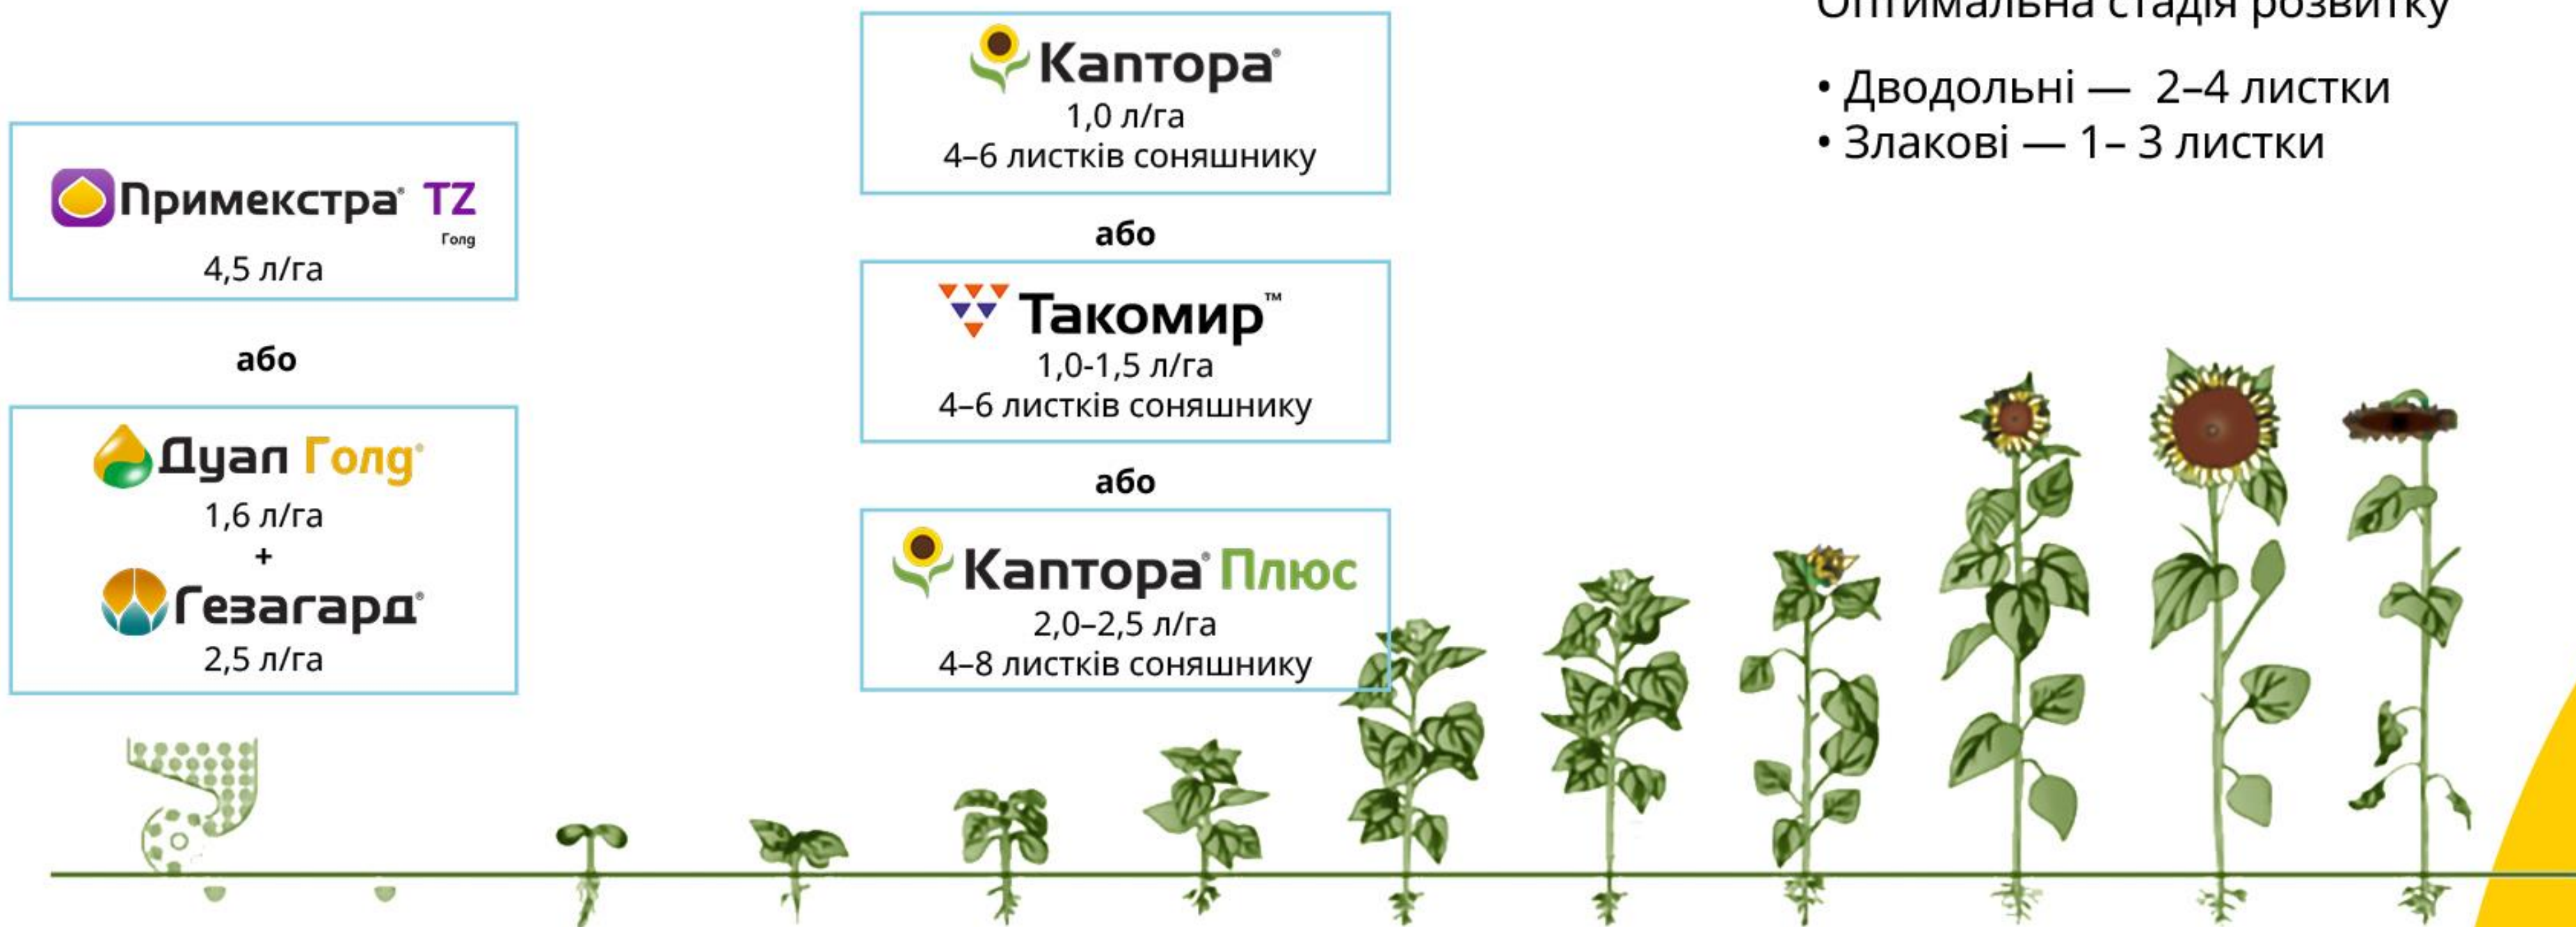 Примекстра® TZ
Голд
4,5 л/га
або
Дуал Голд®
1,6 л/га
+
Гезагард®
2,5 л/га
Каптора®
1,0 л/га
4–6 листків соняшнику
або
Такомир™
1,0-1,5 л/га
4–6 листків соняшнику
або
Каптора® Плюс
2,0–2,5 л/га
4–8 листків соняшнику
Оптимальна стадія розвитку
• Дводольні — 2–4 листки
• Злакові — 1– 3 листки